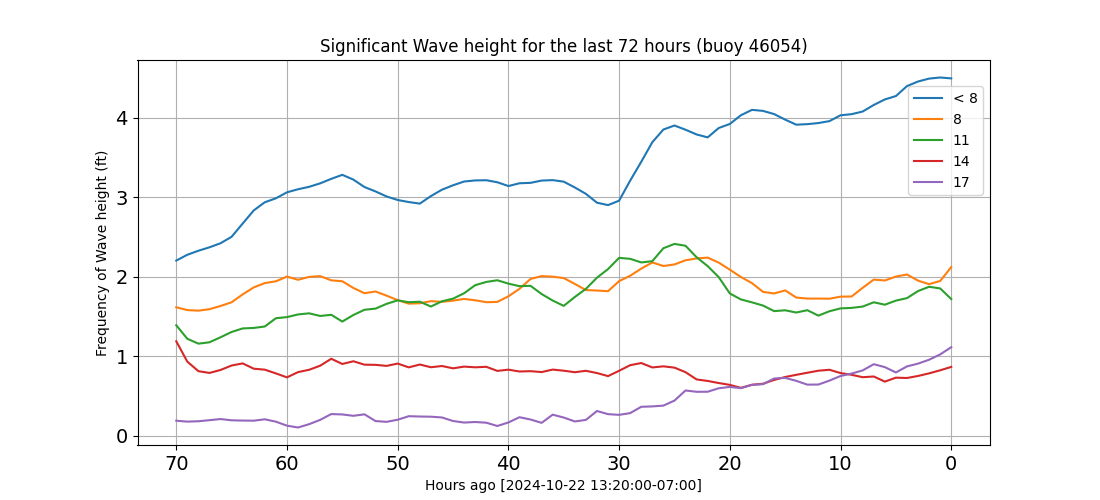 Significant Wave height for the last 72 hours (buoy 46054)
Frequency of Wave height (ft)
4
3
2
1
0
< 8
8
11
14
17
70 60 50 40 30 20 10 0
Hours ago [2024-10-22 13:20:00-07:00]